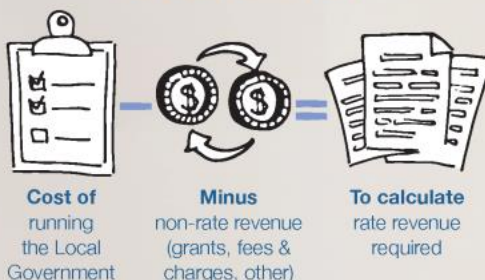 Cost of
running
the Local
Government
Minus
non-rate revenue
(grants, fees &
charges, other)
To calculate
rate revenue
required
$
$